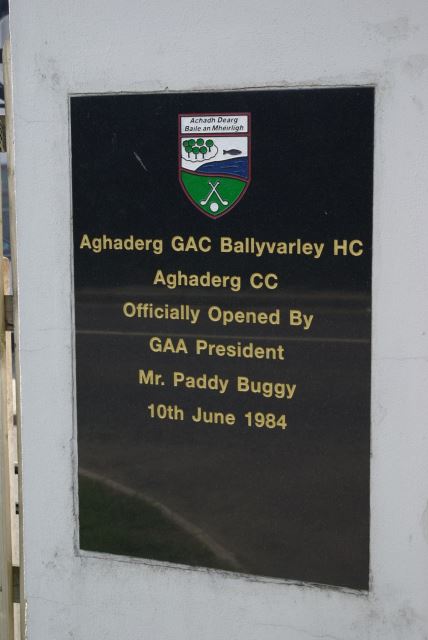 Achadh Dearg
Baile an Mheirligh
Aghaderg GAC Ballyvarley HC
Aghaderg CC
Officially Opened By
GAA President
Mr. Paddy Buggy
10th June 1984